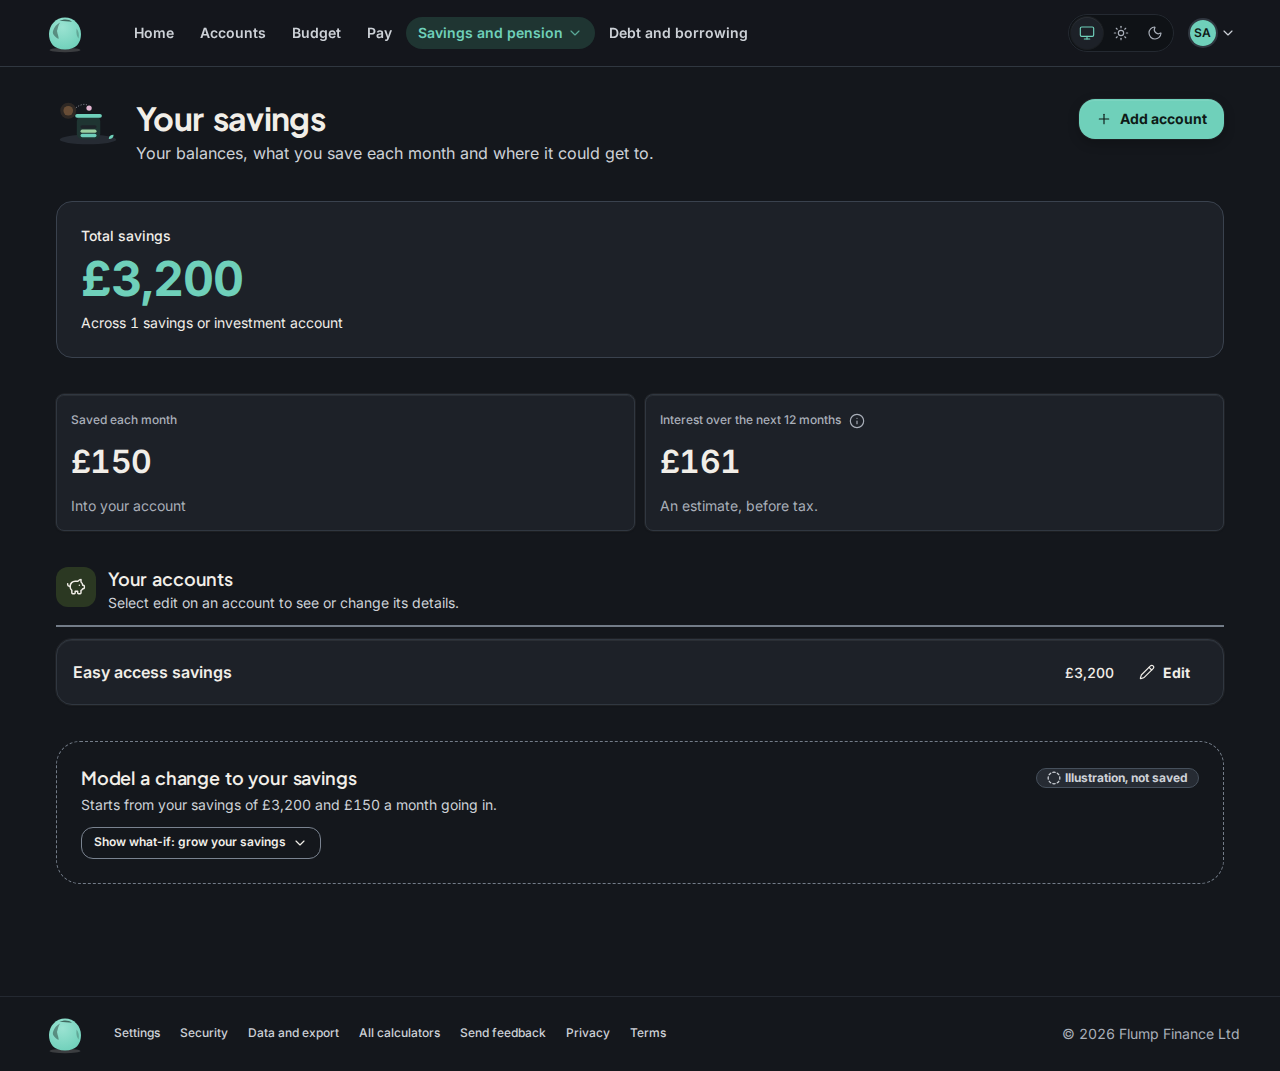 Home
Accounts
Budget
Pay
Savings and pension
Debt and borrowing
SA
Your savings
Your balances, what you save each month and where it could get to.
Add account
Total savings
£3,200
Across 1 savings or investment account
Saved each month
£150
Into your account
Interest over the next 12 months
£161
An estimate, before tax.
Your accounts
Select edit on an account to see or change its details.
Easy access savings
£3,200
Edit
Model a change to your savings
Illustration, not saved
Starts from your savings of £3,200 and £150 a month going in.
Show what-if: grow your savings
Settings
Security
Data and export
All calculators
Send feedback
Privacy
Terms
© 2026 Flump Finance Ltd